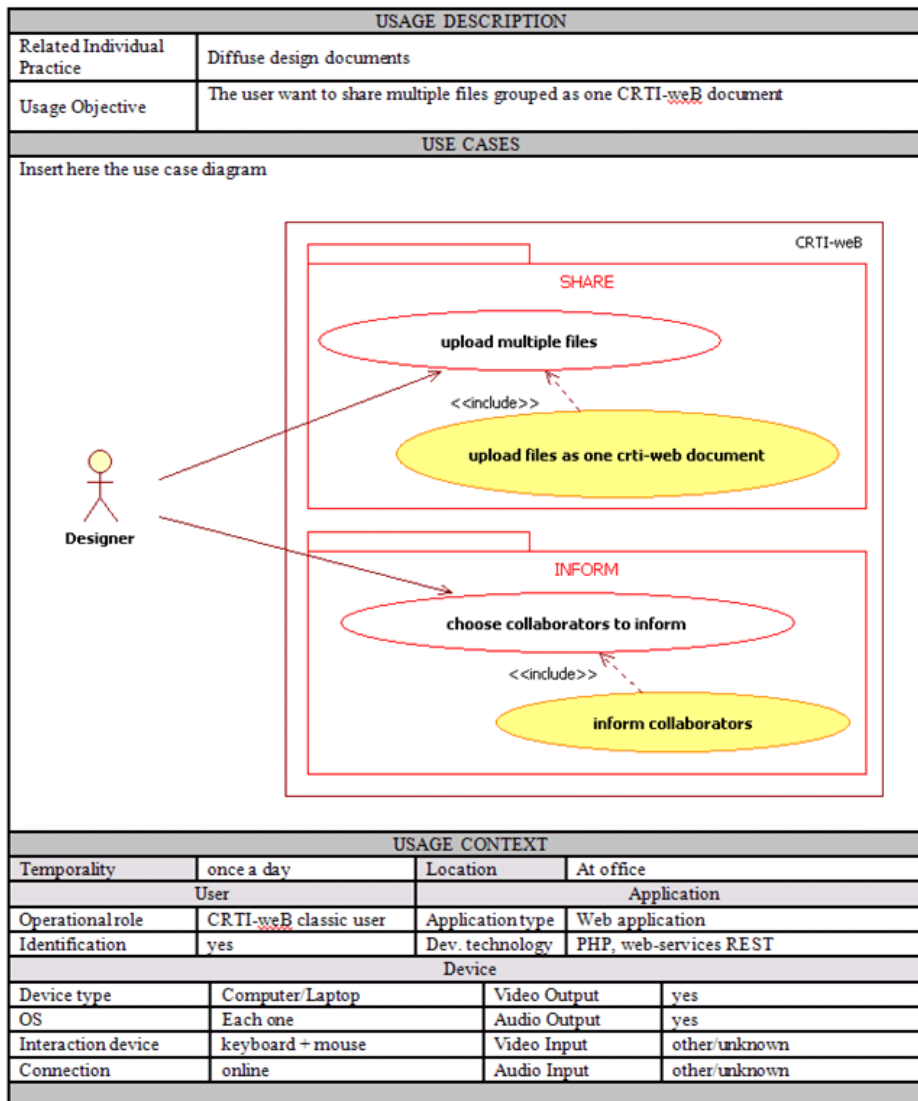 USAGE DESCRIPTION
Related Individual
Practice
Diffuse design documents
Usage Objective
The user want to share multiple files grouped as one CRTI-weB document
USE CASES
Insert here the use case diagram
CRTI-weB
SHARE
upload multiple files
<<include>>
upload files as one crti-web document
Designer
INFORM
choose collaborators to inform
<<include>>
inform collaborators
USAGE CONTEXT
Temporality once a day Location At office
User Application
Operational role CRTI-weB classic user Application type Web application
Identification yes Dev. technology PHP, web-services REST
Device
Device type Computer/Laptop Video Output yes
OS Each one Audio Output yes
Interaction device keyboard + mouse Video Input other/unknown
Connection online Audio Input other/unknown